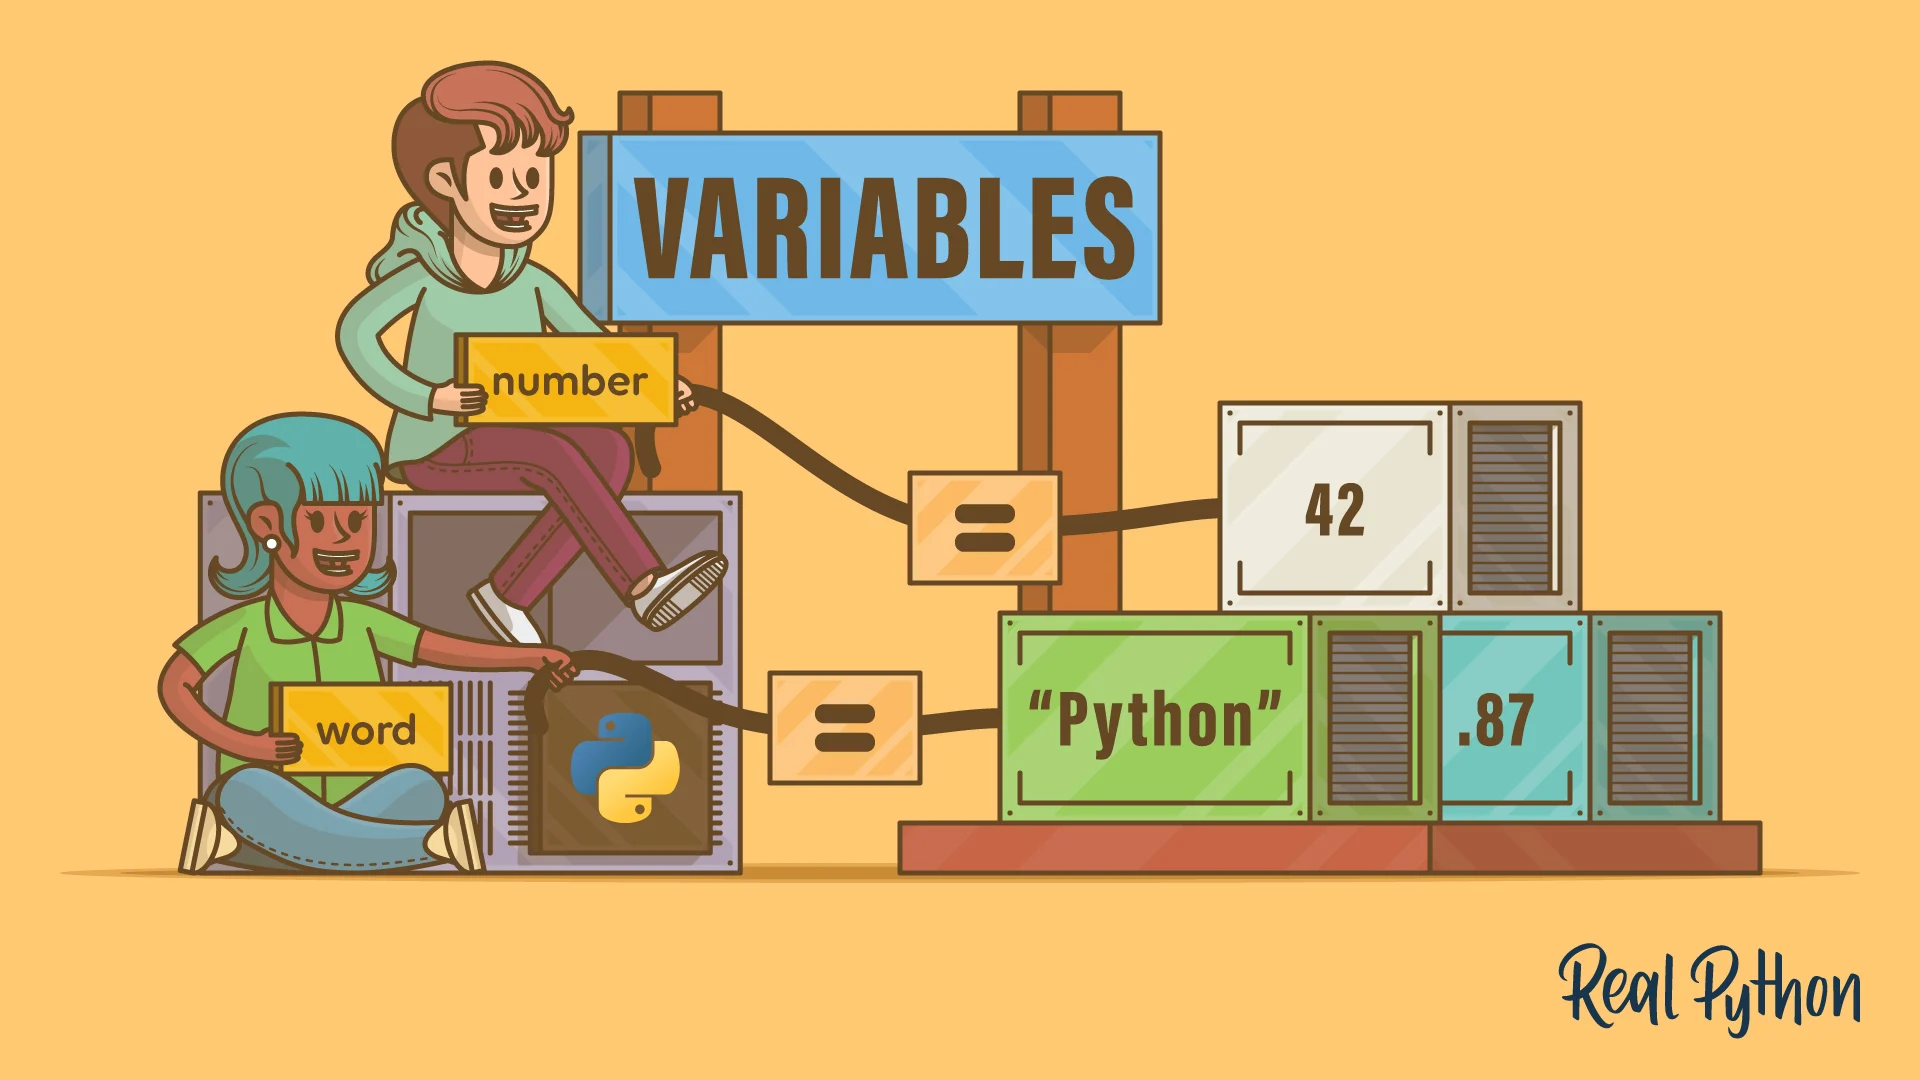 VARIABLES
number
=
42
word
=
“Python”
.87
Real Python